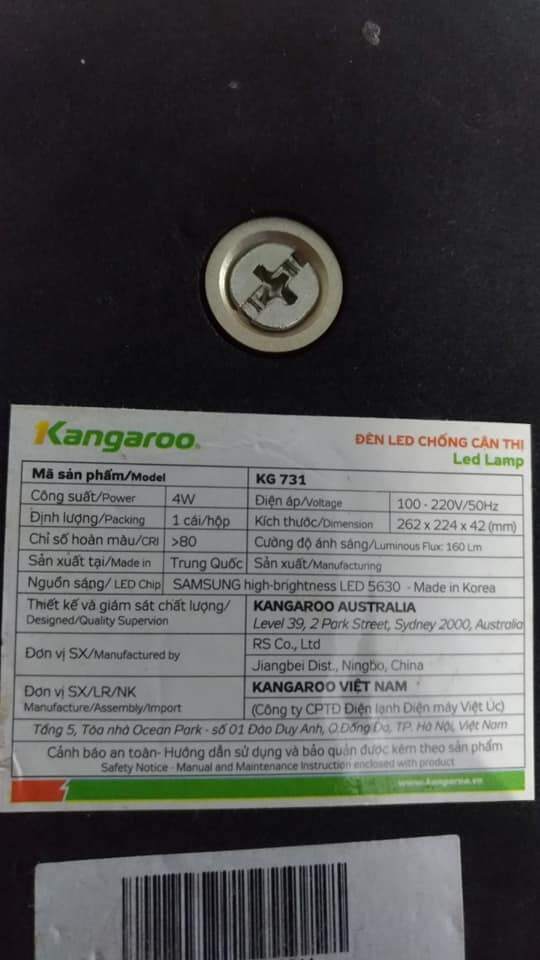 Kangaroo
ĐÈN LED CHỐNG CẬN THỊ
Led Lamp
Mã sản phẩm/Model KG 731
Công suất/Power 4W Điện áp/Voltage 100 - 220V/50Hz
Định lượng/Packing 1 cái/hộp Kích thước/Dimension 262 x 224 x 42 (mm)
Chỉ số hoàn màu/CRI >80 Cường độ ánh sáng/Luminous Flux: 160 Lm
Sản xuất tại/Made in Trung Quốc Sản xuất/Manufacturing
Nguồn sáng/ LED Chip SAMSUNG high-brightness LED 5630 - Made in Korea
Thiết kế và giám sát chất lượng/ KANGAROO AUSTRALIA
Designed/Quality Supervion Level 39, 2 Park Street, Sydney 2000, Australia
Đơn vị SX/Manufactured by RS Co., Ltd
Jiangbei Dist., Ningbo, China
Đơn vị SX/LR/NK KANGAROO VIỆT NAM
Manufacture/Assembly/Import (Công ty CPTĐ Điện lạnh Điện máy Việt Úc)
Tầng 5, Tòa nhà Ocean Park - số 01 Đào Duy Anh, Q.Đống Đa, TP. Hà Nội, Việt Nam
Cảnh báo an toàn- Hướng dẫn sử dụng và bảo quản được kèm theo sản phẩm
Safety Notice - Manual and Maintenance Instruction enclosed with product
www.kangaroo.vn